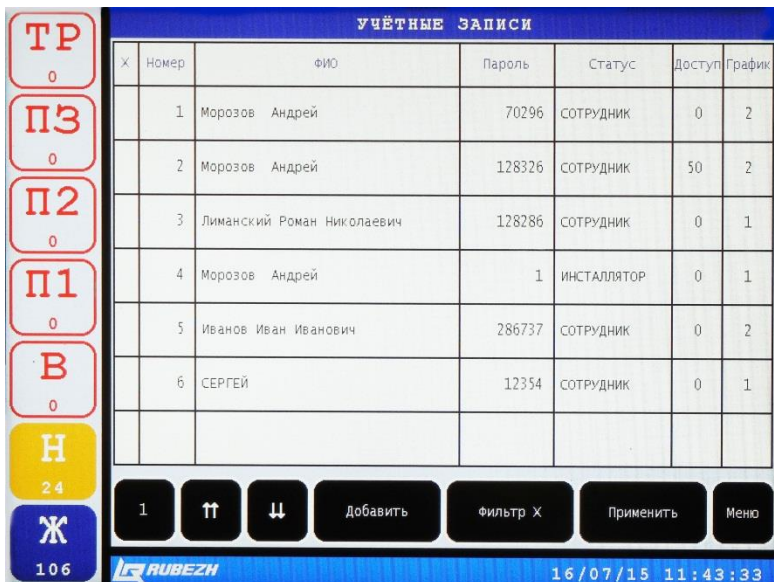 УЧЁТНЫЕ ЗАПИСИ
ТР
0
ПЗ
0
П2
0
П1
0
В
0
Н
24
Ж
106
X Номер ФИО Пароль Статус Доступ График
1 Морозов Андрей 70296 СОТРУДНИК 0 2
2 Морозов Андрей 128326 СОТРУДНИК 50 2
3 Лиманский Роман Николаевич 128286 СОТРУДНИК 0 1
4 Морозов Андрей 1 ИНСТАЛЛЯТОР 0 1
5 Иванов Иван Иванович 286737 СОТРУДНИК 0 2
6 СЕРГЕЙ 12354 СОТРУДНИК 0 1
1 ⇈ ⇊ Добавить Фильтр X Применить Меню
RUBEZH 16/07/15 11:43:33